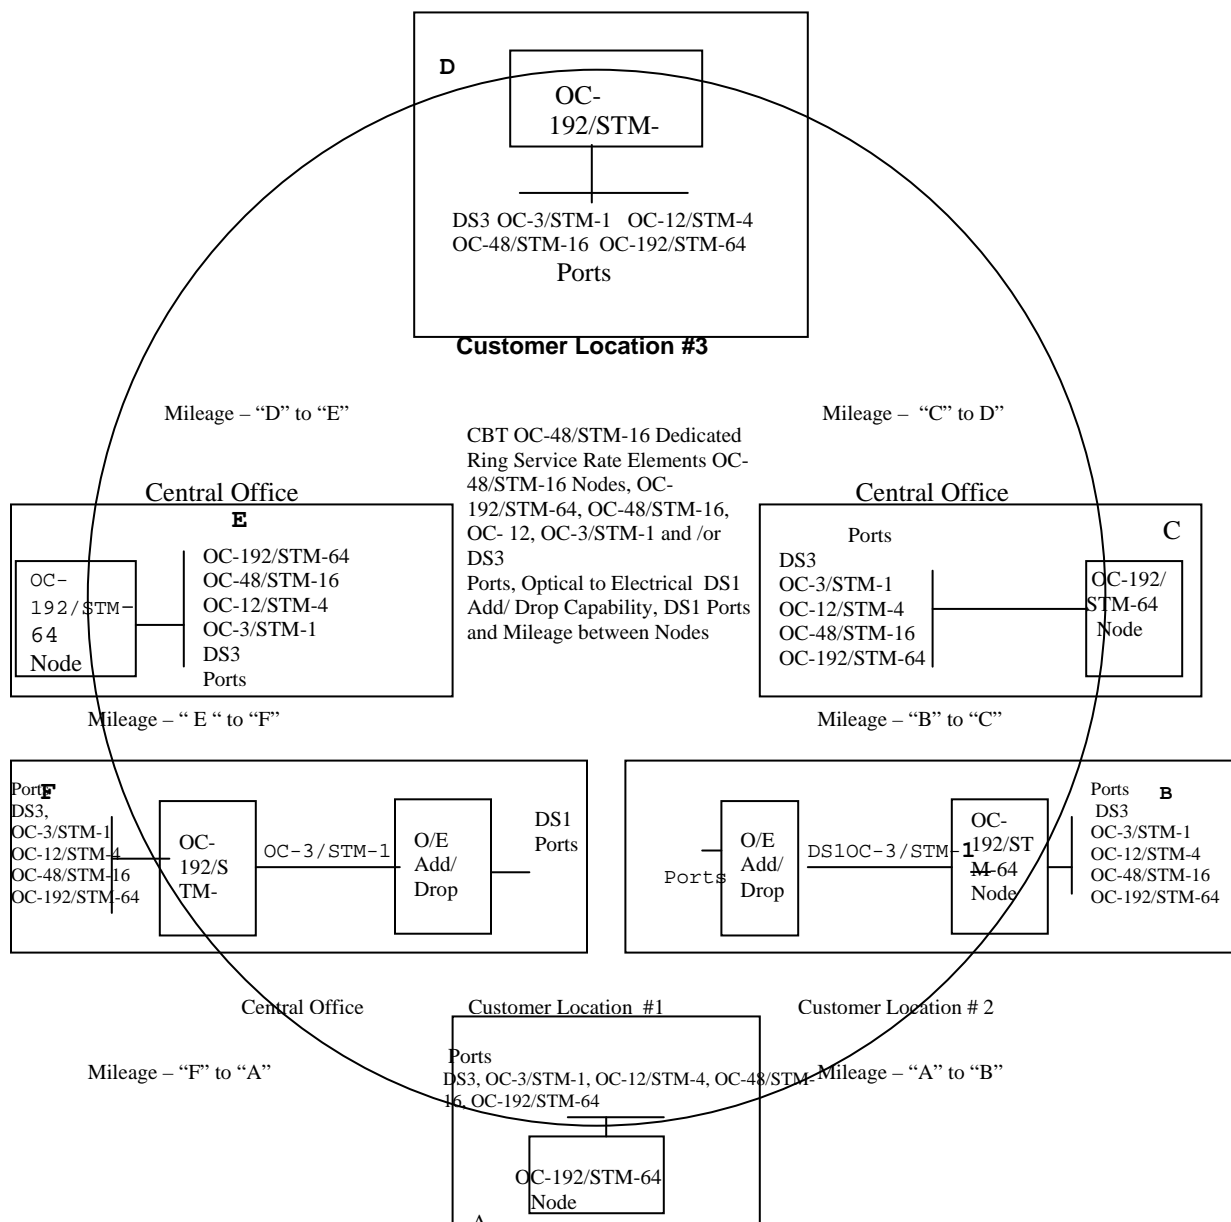 D
OC-
192/STM-
DS3 OC-3/STM-1 OC-12/STM-4
OC-48/STM-16 OC-192/STM-64
Ports
Customer Location #3
Mileage – “D” to “E”
Mileage – “C” to D”
CBT OC-48/STM-16 Dedicated
Ring Service Rate Elements OC-
48/STM-16 Nodes, OC-
192/STM-64, OC-48/STM-16,
OC- 12, OC-3/STM-1 and /or
DS3
Ports, Optical to Electrical DS1
Add/ Drop Capability, DS1 Ports
and Mileage between Nodes
Central Office
E
OC-
192/STM-
64
Node
OC-192/STM-64
OC-48/STM-16
OC-12/STM-4
OC-3/STM-1
DS3
Ports
Central Office
C
Ports
DS3
OC-3/STM-1
OC-12/STM-4
OC-48/STM-16
OC-192/STM-64
OC-192/
STM-64
Node
Mileage – “ E “ to “F”
Mileage – “B” to “C”
Ports
F
DS3,
OC-3/STM-1
OC-12/STM-4
OC-48/STM-16
OC-192/STM-64
OC-
192/S
TM-
OC-3/STM-1
O/E
Add/
Drop
DS1
Ports
Ports
O/E
Add/
Drop
DS1OC-3/STM-1
OC-
192/ST
M-64
Node
Ports
B
DS3
OC-3/STM-1
OC-12/STM-4
OC-48/STM-16
OC-192/STM-64
Central Office
Customer Location #1
Customer Location # 2
Mileage – “F” to “A”
Mileage – “A” to “B”
Ports
DS3, OC-3/STM-1, OC-12/STM-4, OC-48/STM-
16, OC-192/STM-64
OC-192/STM-64
Node
A